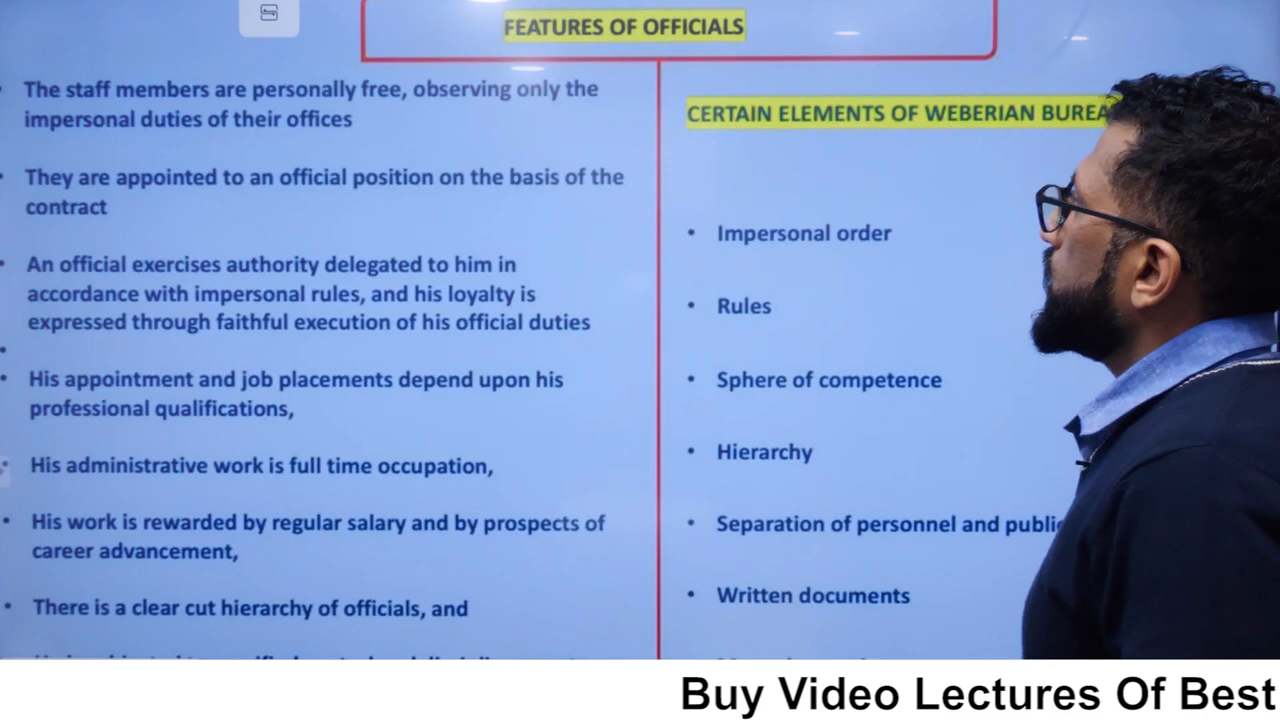 FEATURES OF OFFICIALS
The staff members are personally free, observing only the
impersonal duties of their offices
They are appointed to an official position on the basis of the
contract
An official exercises authority delegated to him in
accordance with impersonal rules, and his loyalty is
expressed through faithful execution of his official duties
His appointment and job placements depend upon his
professional qualifications,
His administrative work is full time occupation,
His work is rewarded by regular salary and by prospects of
career advancement,
There is a clear cut hierarchy of officials, and
CERTAIN ELEMENTS OF WEBERIAN
Impersonal order
Rules
Sphere of competence
Hierarchy
Separation of personnel and
Written documents
Buy Video Lectures Of Best